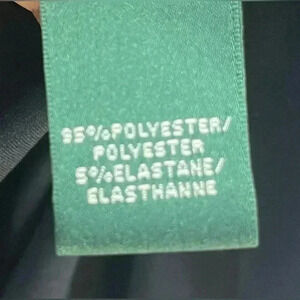 95%POLYESTER/
POLYESTER
5%ELASTANE/
ELASTHANNE